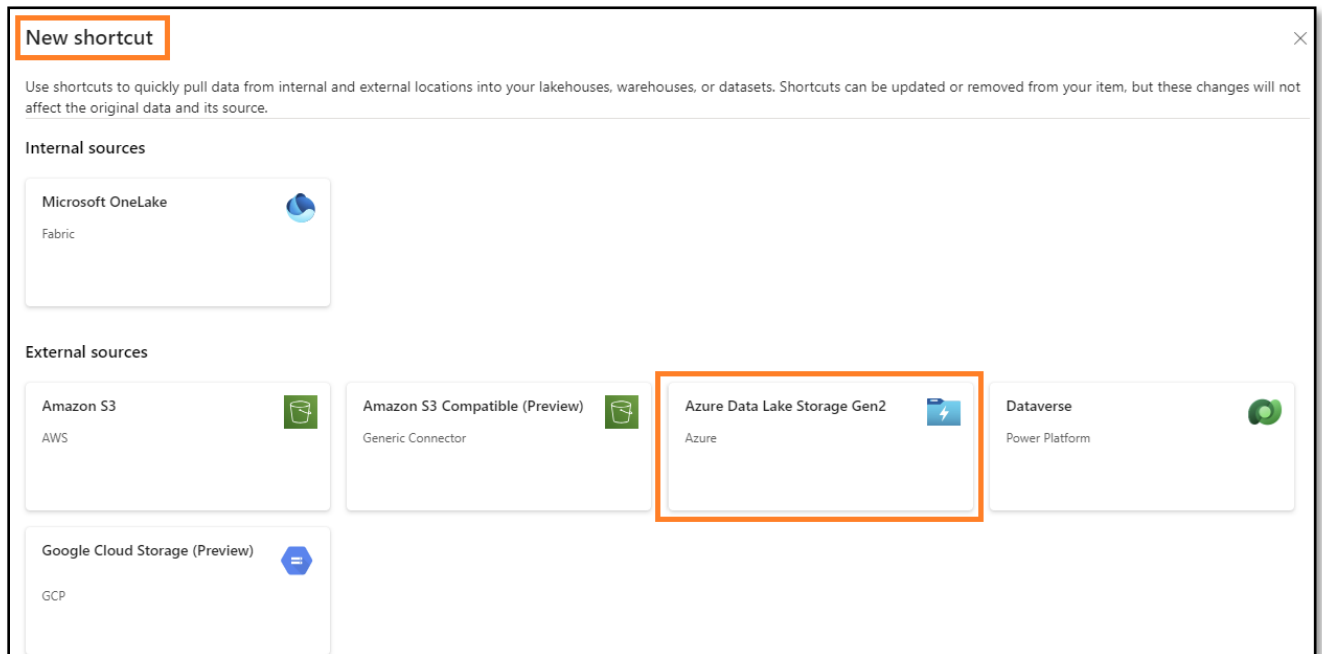 New shortcut
Use shortcuts to quickly pull data from internal and external locations into your lakehouses, warehouses, or datasets. Shortcuts can be updated or removed from your item, but these changes will not
affect the original data and its source.
Internal sources
Microsoft OneLake
Fabric
External sources
Amazon S3
AWS
Amazon S3 Compatible (Preview)
Generic Connector
Azure Data Lake Storage Gen2
Azure
Dataverse
Power Platform
Google Cloud Storage (Preview)
GCP